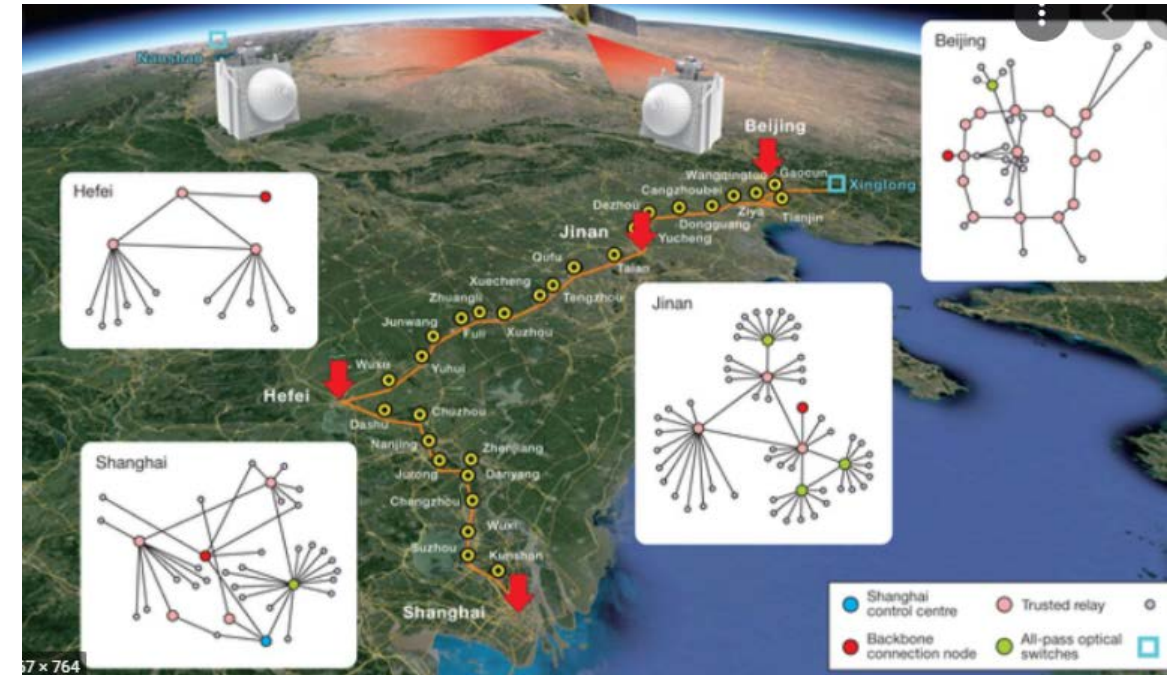 Nanshan
Beijing
Beijing
Gaocun
Wangqingtuo
Xinglong
Cangzhoubei
Dezhou
Ziya
Tianjin
Dongguang
Yucheng
Jinan
Taian
Qufu
Xuecheng
Tengzhou
Zhuangli
Xuzhou
Fuli
Junwang
Yuhui
Wuxu
Hefei
Hefei
Dashu
Chuzhou
Nanjing
Zhenjiang
Jurong
Danyang
Chengzhou
Wuxi
Suzhou
Kunshan
Shanghai
Shanghai
Jinan
Shanghai
control centre
Trusted relay
Backbone
connection node
All-pass optical
switches
7 × 764